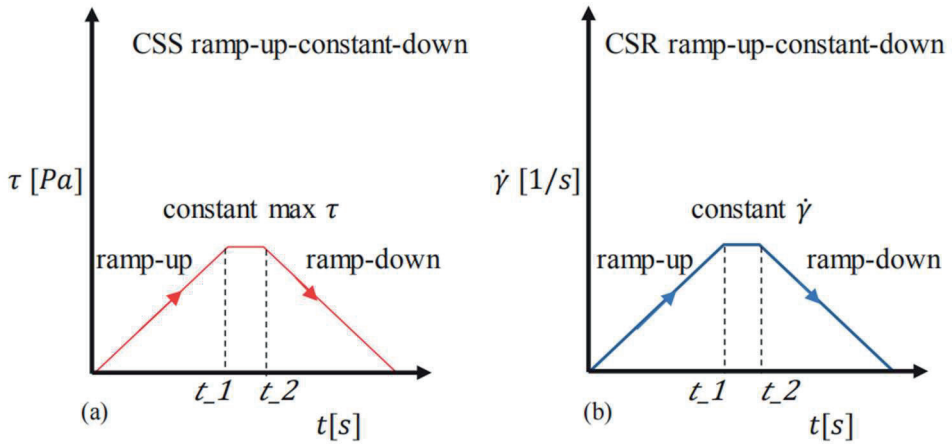 CSS ramp-up-constant-down
τ [Pa]
constant max τ
ramp-up
ramp-down
t_1
t_2
(a)
t[s]
CSR ramp-up-constant-down
γ̇ [1/s]
constant γ̇
ramp-up
ramp-down
t_1
t_2
(b)
t[s]